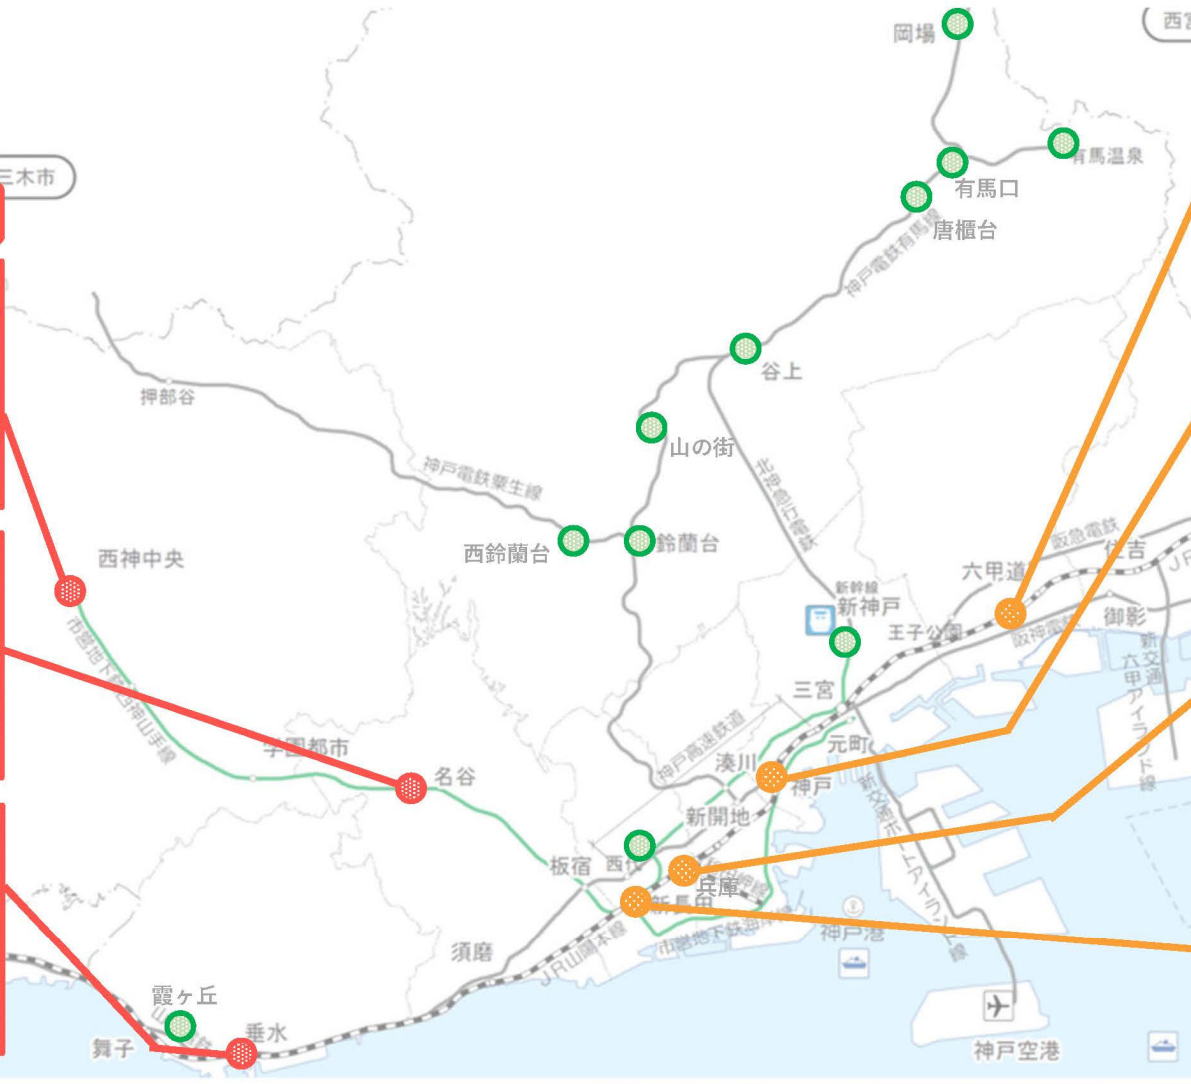 岡場
西宮
三木市
有馬温泉
有馬口
唐櫃台
神戸電鉄有馬線
谷上
押部谷
山の街
神戸電鉄粟生線
北神急行電鉄
西鈴蘭台
鈴蘭台
阪急電鉄
住吉
JR
西神中央
六甲道
新幹線
新神戸
王子公園
阪神電鉄
御影
新交通
六甲アイランド線
市営地下鉄西神山手線
三宮
神戸高速鉄道
元町
学園都市
名谷
湊川
神戸
新交通ポートアイランド線
新開地
板宿
西代
兵庫
新長田
市営地下鉄海岸線
神戸港
須磨
JR山陽本線
霞ヶ丘
垂水
舞子
神戸空港